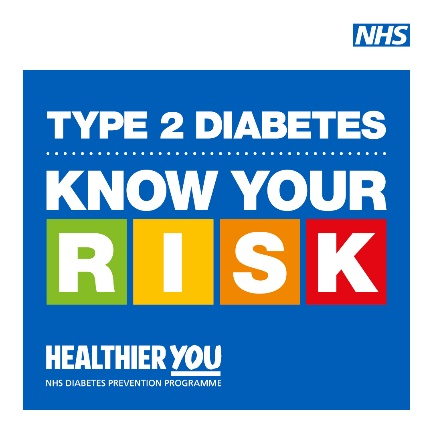 NHS
TYPE 2 DIABETES
KNOW YOUR
RISK
HEALTHIER YOU
NHS DIABETES PREVENTION PROGRAMME